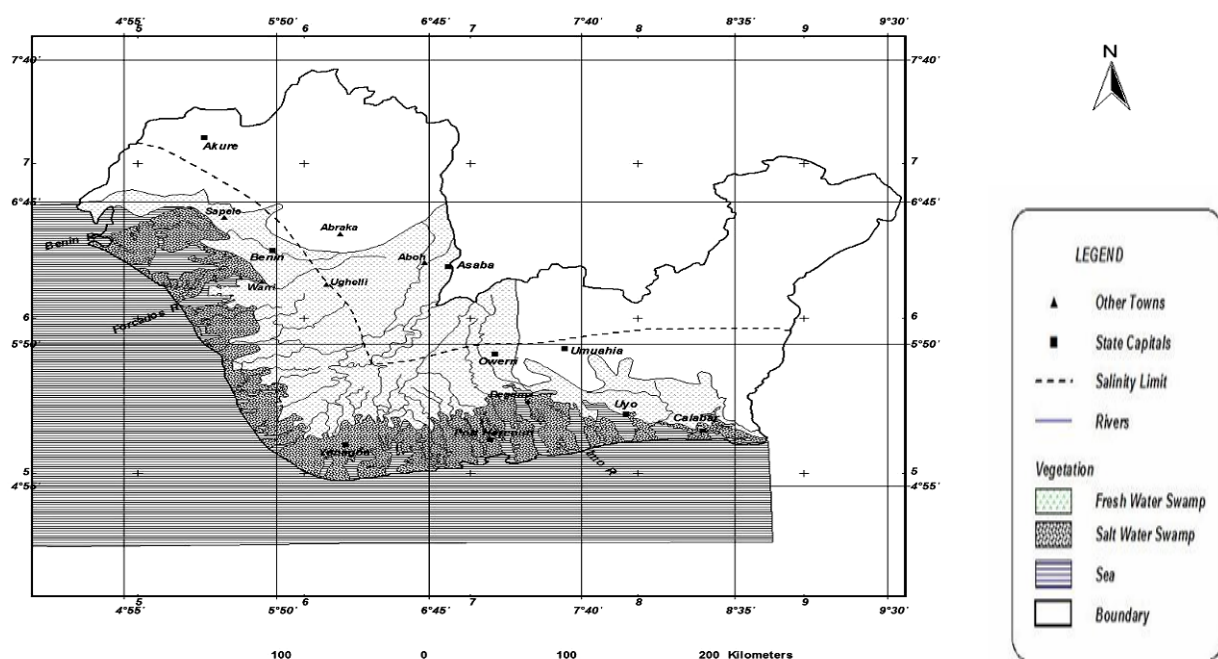 4°55' 5 5°50' 6 6°45' 7°40' 8 8°35' 9 9°30'
7°40' 7°40'
N
Akure
7 7
6°45' 6°45'
Sapele
Abraka
Benin R
Benin
Aboh
Asaba
Warri
Ughelli
Forcados R
6 6
5°50' 5°50'
Owerri
Umuahia
Degema
Uyo
Calabar
Port Harcourt
Yenagoa
Imo R
5 5
4°55' 4°55'
4°55' 5 5°50' 6 6°45' 7°40' 8 8°35' 9 9°30'
100 0 100 200 Kilometers
LEGEND
Other Towns
State Capitals
Salinity Limit
Rivers
Vegetation
Fresh Water Swamp
Salt Water Swamp
Sea
Boundary